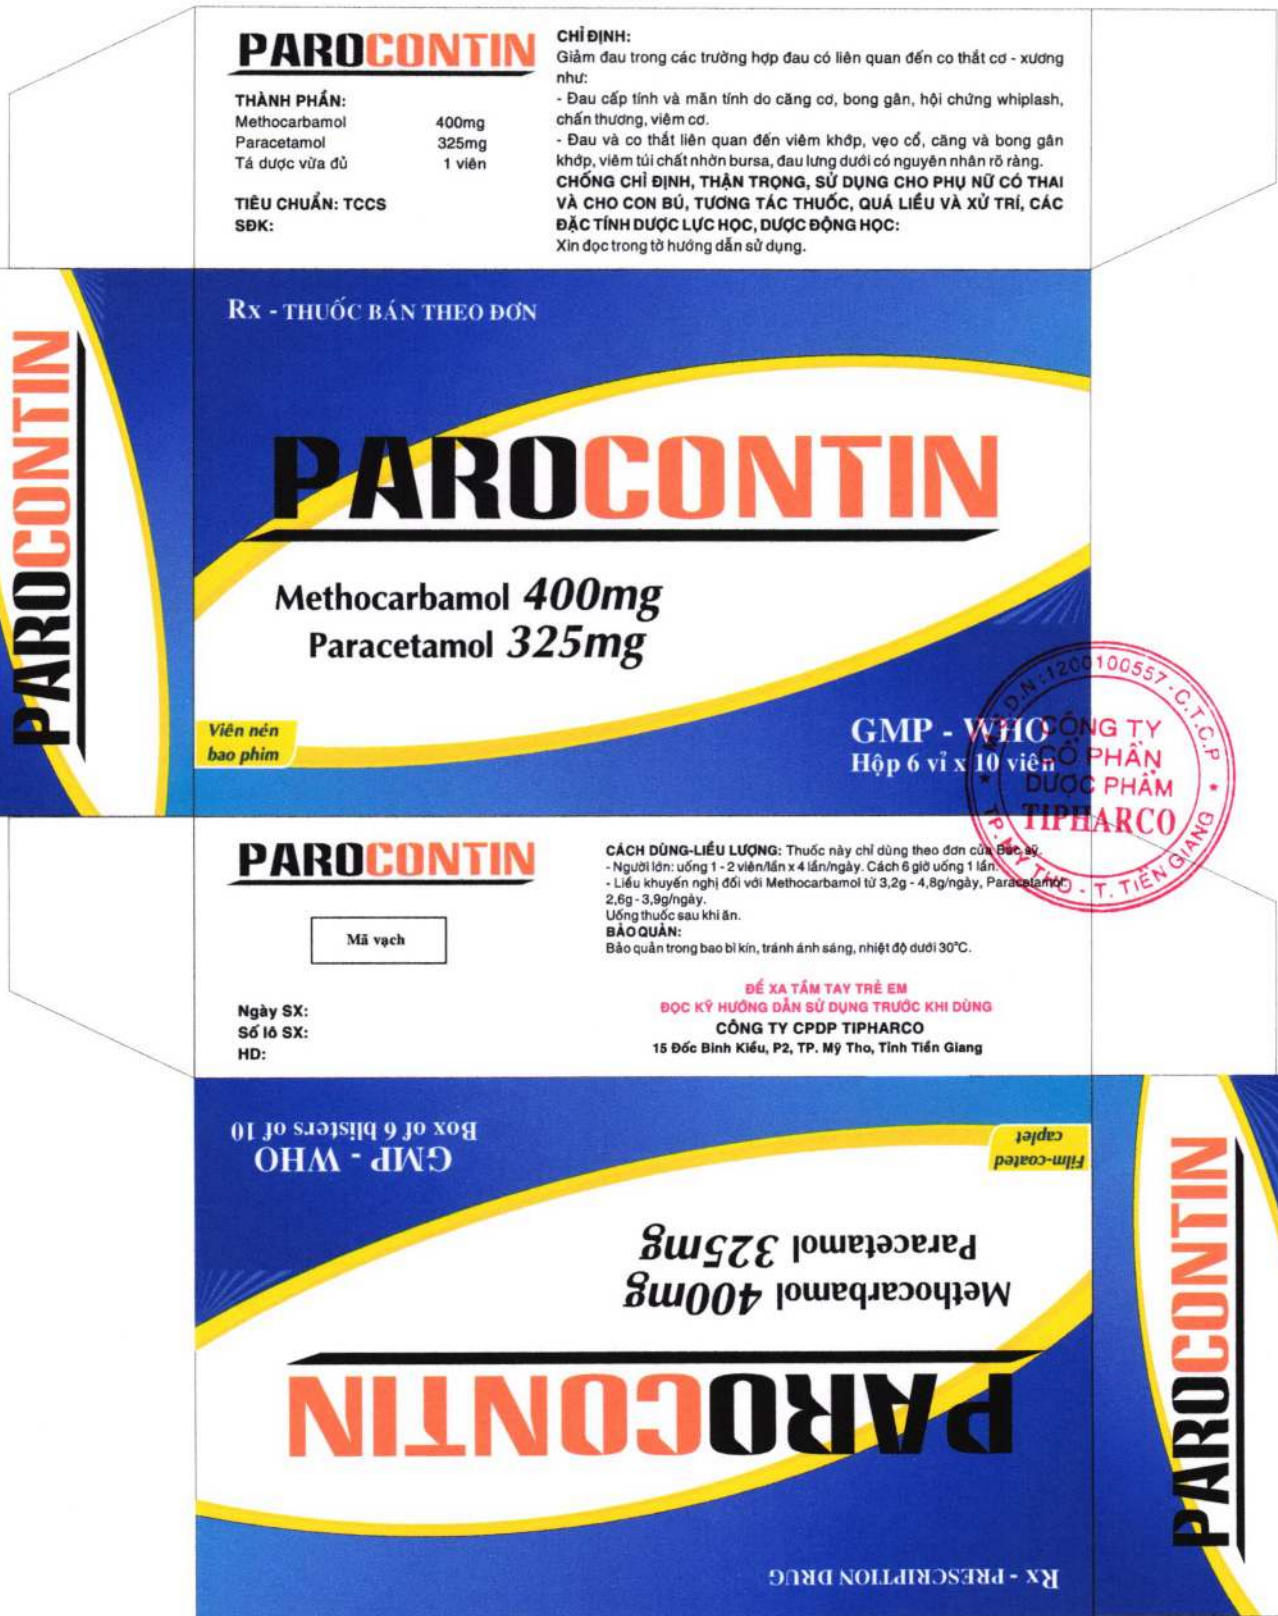 PAROCONTIN
THÀNH PHẦN:
Methocarbamol 400mg
Paracetamol 325mg
Tá dược vừa đủ 1 viên
TIÊU CHUẨN: TCCS
SĐK:
CHỈ ĐỊNH:
Giảm đau trong các trường hợp đau có liên quan đến co thắt cơ - xương
như:
- Đau cấp tính và mãn tính do căng cơ, bong gân, hội chứng whiplash,
chấn thương, viêm cơ.
- Đau và co thắt liên quan đến viêm khớp, vẹo cổ, căng và bong gân
khớp, viêm túi chất nhờn bursa, đau lưng dưới có nguyên nhân rõ ràng.
CHỐNG CHỈ ĐỊNH, THẬN TRỌNG, SỬ DỤNG CHO PHỤ NỮ CÓ THAI
VÀ CHO CON BÚ, TƯƠNG TÁC THUỐC, QUÁ LIỀU VÀ XỬ TRÍ, CÁC
ĐẶC TÍNH DƯỢC LỰC HỌC, DƯỢC ĐỘNG HỌC:
Xin đọc trong tờ hướng dẫn sử dụng.
PAROCONTIN
Rx - THUỐC BÁN THEO ĐƠN
PAROCONTIN
Methocarbamol 400mg
Paracetamol 325mg
Viên nén
bao phim
GMP - WHO
Hộp 6 vỉ x 10 viên
M.S.D.N:1200100557-C.T.C.P
CÔNG TY
CỔ PHẦN
DƯỢC PHẨM
TIPHARCO
TP. MỸ THO - T. TIỀN GIANG
PAROCONTIN
Mã vạch
Ngày SX:
Số lô SX:
HD:
CÁCH DÙNG-LIỀU LƯỢNG: Thuốc này chỉ dùng theo đơn của Bác sỹ.
- Người lớn: uống 1 - 2 viên/lần x 4 lần/ngày. Cách 6 giờ uống 1 lần.
- Liều khuyến nghị đối với Methocarbamol từ 3,2g - 4,8g/ngày, Paracetamol:
2,6g - 3,9g/ngày.
Uống thuốc sau khi ăn.
BẢO QUẢN:
Bảo quản trong bao bì kín, tránh ánh sáng, nhiệt độ dưới 30°C.
ĐỂ XA TẦM TAY TRẺ EM
ĐỌC KỸ HƯỚNG DẪN SỬ DỤNG TRƯỚC KHI DÙNG
CÔNG TY CPDP TIPHARCO
15 Đốc Binh Kiều, P2, TP. Mỹ Tho, Tỉnh Tiền Giang
Rx - PRESCRIPTION DRUG
PAROCONTIN
Methocarbamol 400mg
Paracetamol 325mg
Film-coated
caplet
GMP - WHO
Box of 6 blisters of 10
PAROCONTIN